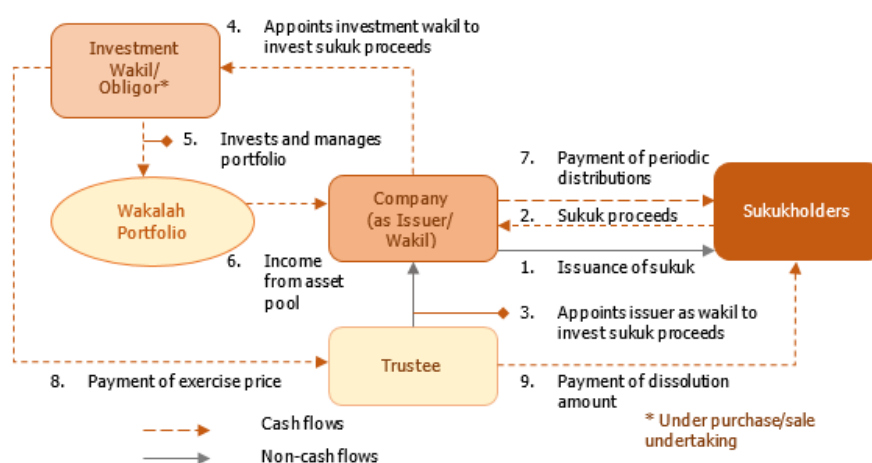 4. Appoints investment wakil to
invest sukuk proceeds
Investment
Wakil/
Obligor*
5. Invests and manages
portfolio
7. Payment of periodic
distributions
Wakalah
Portfolio
Company
(as Issuer/
Wakil)
2. Sukuk proceeds
Sukukholders
6. Income
from asset
pool
1. Issuance of sukuk
3. Appoints issuer as wakil to
invest sukuk proceeds
Trustee
8. Payment of exercise price
9. Payment of dissolution
amount
* Under purchase/sale
undertaking
Cash flows
Non-cash flows